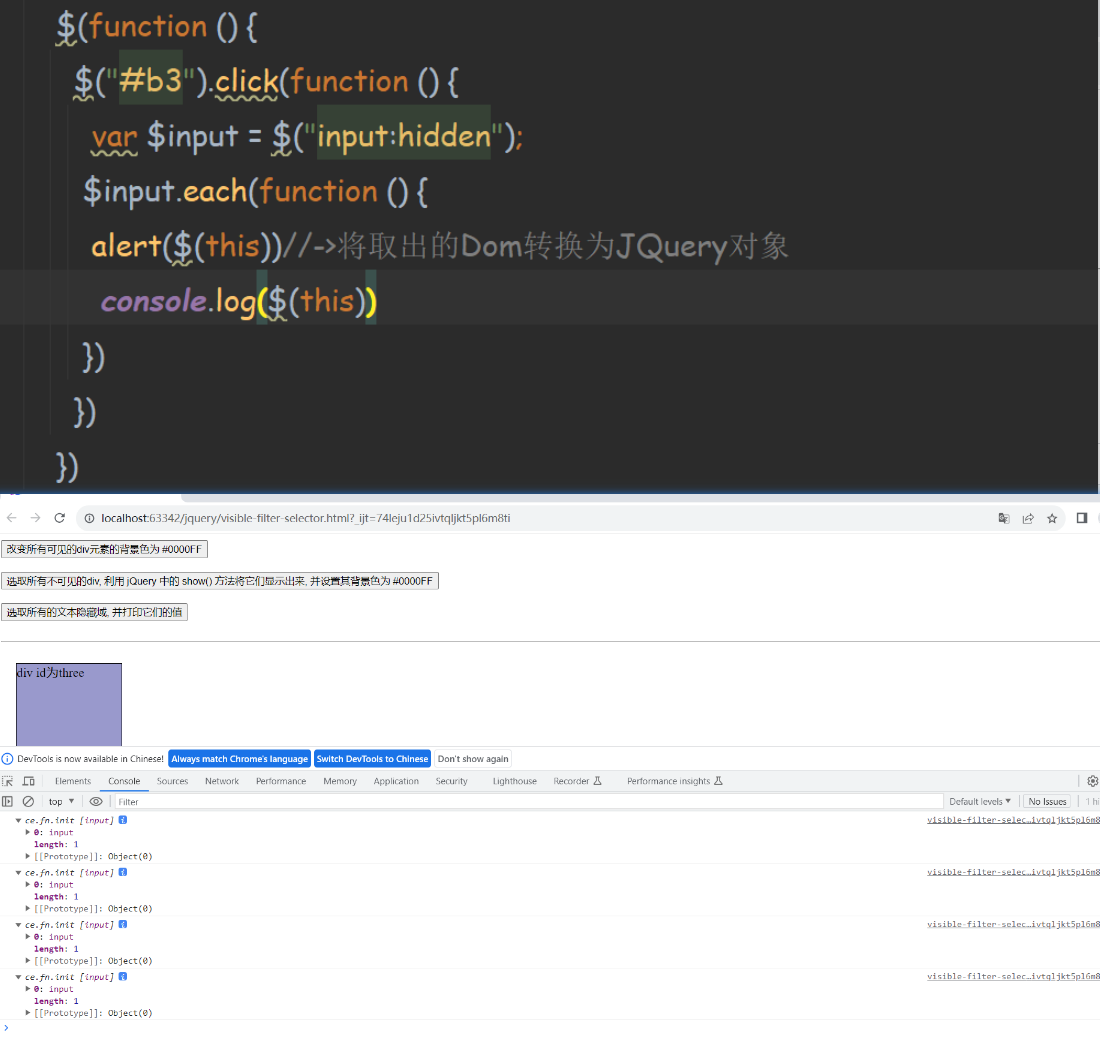 $(function () {
$("#b3").click(function () {
var $input = $("input:hidden");
$input.each(function () {
alert($(this))//->将取出的Dom转换为JQuery对象
console.log($(this))
})
})
})
localhost:63342/jquery/visible-filter-selector.html?_ijt=74leju1d25ivtqljkt5pl6m8ti
改变所有可见的div元素的背景色为 #0000FF
选取所有不可见的div, 利用 jQuery 中的 show() 方法将它们显示出来, 并设置其背景色为 #0000FF
选取所有的文本隐藏域, 并打印它们的值
div id为three
DevTools is now available in Chinese! Always match Chrome's language Switch DevTools to Chinese Don't show again
Elements Console Sources Network Performance Memory Application Security Lighthouse Recorder Performance insights
top Filter Default levels No Issues 1 hi
ce.fn.init [input] visible-filter-selec…ivtqljkt5pl6m8
0: input
length: 1
[[Prototype]]: Object(0)
ce.fn.init [input] visible-filter-selec…ivtqljkt5pl6m8
0: input
length: 1
[[Prototype]]: Object(0)
ce.fn.init [input] visible-filter-selec…ivtqljkt5pl6m8
0: input
length: 1
[[Prototype]]: Object(0)
ce.fn.init [input] visible-filter-selec…ivtqljkt5pl6m8
0: input
length: 1
[[Prototype]]: Object(0)